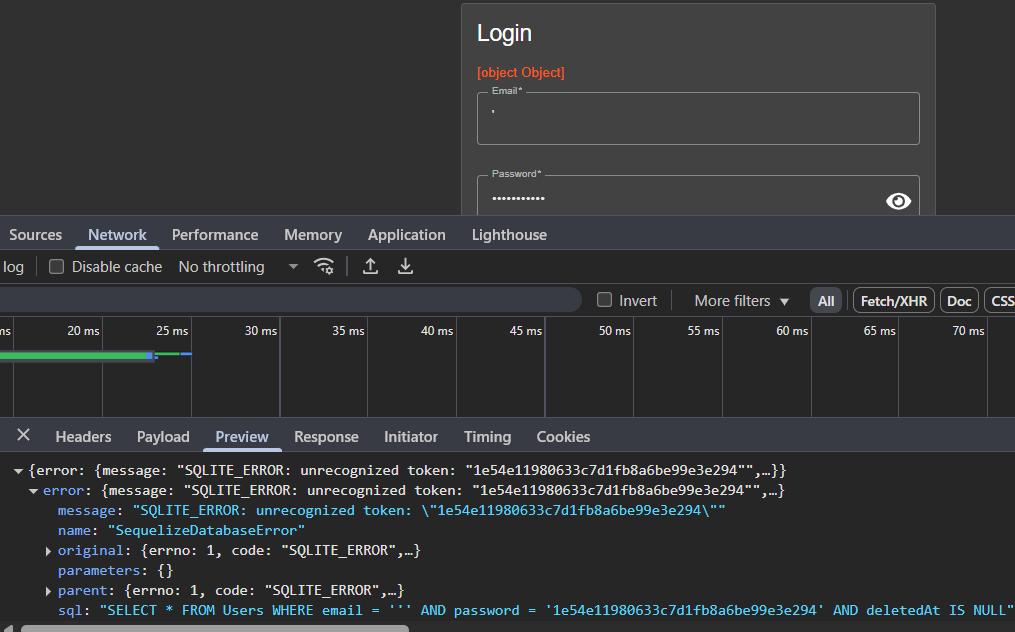 Login
[object Object]
Email*
'
Password*
•••••••••••
Sources Network Performance Memory Application Lighthouse
log Disable cache No throttling
Invert More filters All Fetch/XHR Doc CSS
ms 20 ms 25 ms 30 ms 35 ms 40 ms 45 ms 50 ms 55 ms 60 ms 65 ms 70 ms
Headers Payload Preview Response Initiator Timing Cookies
{error: {message: "SQLITE_ERROR: unrecognized token: "1e54e11980633c7d1fb8a6be99e3e294"",…}}
error: {message: "SQLITE_ERROR: unrecognized token: "1e54e11980633c7d1fb8a6be99e3e294"",…}
message: "SQLITE_ERROR: unrecognized token: \"1e54e11980633c7d1fb8a6be99e3e294\""
name: "SequelizeDatabaseError"
original: {errno: 1, code: "SQLITE_ERROR",…}
parameters: {}
parent: {errno: 1, code: "SQLITE_ERROR",…}
sql: "SELECT * FROM Users WHERE email = ''' AND password = '1e54e11980633c7d1fb8a6be99e3e294' AND deletedAt IS NULL"